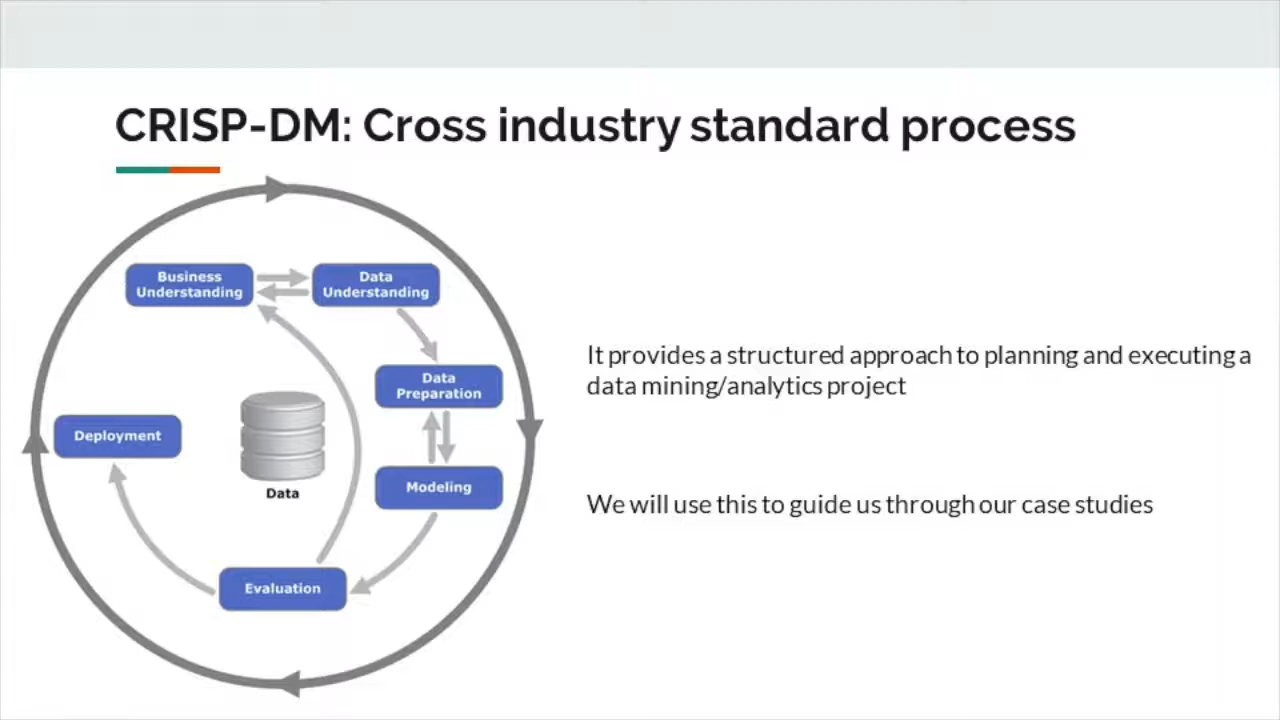 CRISP-DM: Cross industry standard process
Business
Understanding
Data
Understanding
Data
Preparation
Deployment
Data
Modeling
Evaluation
It provides a structured approach to planning and executing a
data mining/analytics project
We will use this to guide us through our case studies